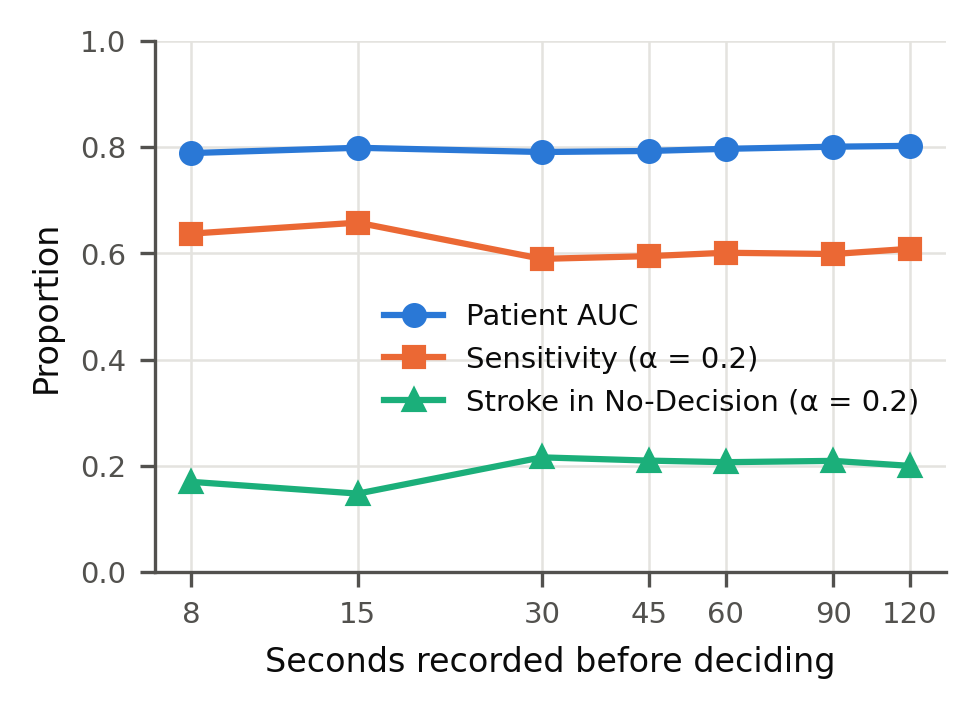 1.0
0.8
0.6
0.4
0.2
0.0
Proportion
Patient AUC
Sensitivity (α = 0.2)
Stroke in No-Decision (α = 0.2)
8 15 30 45 60 90 120
Seconds recorded before deciding